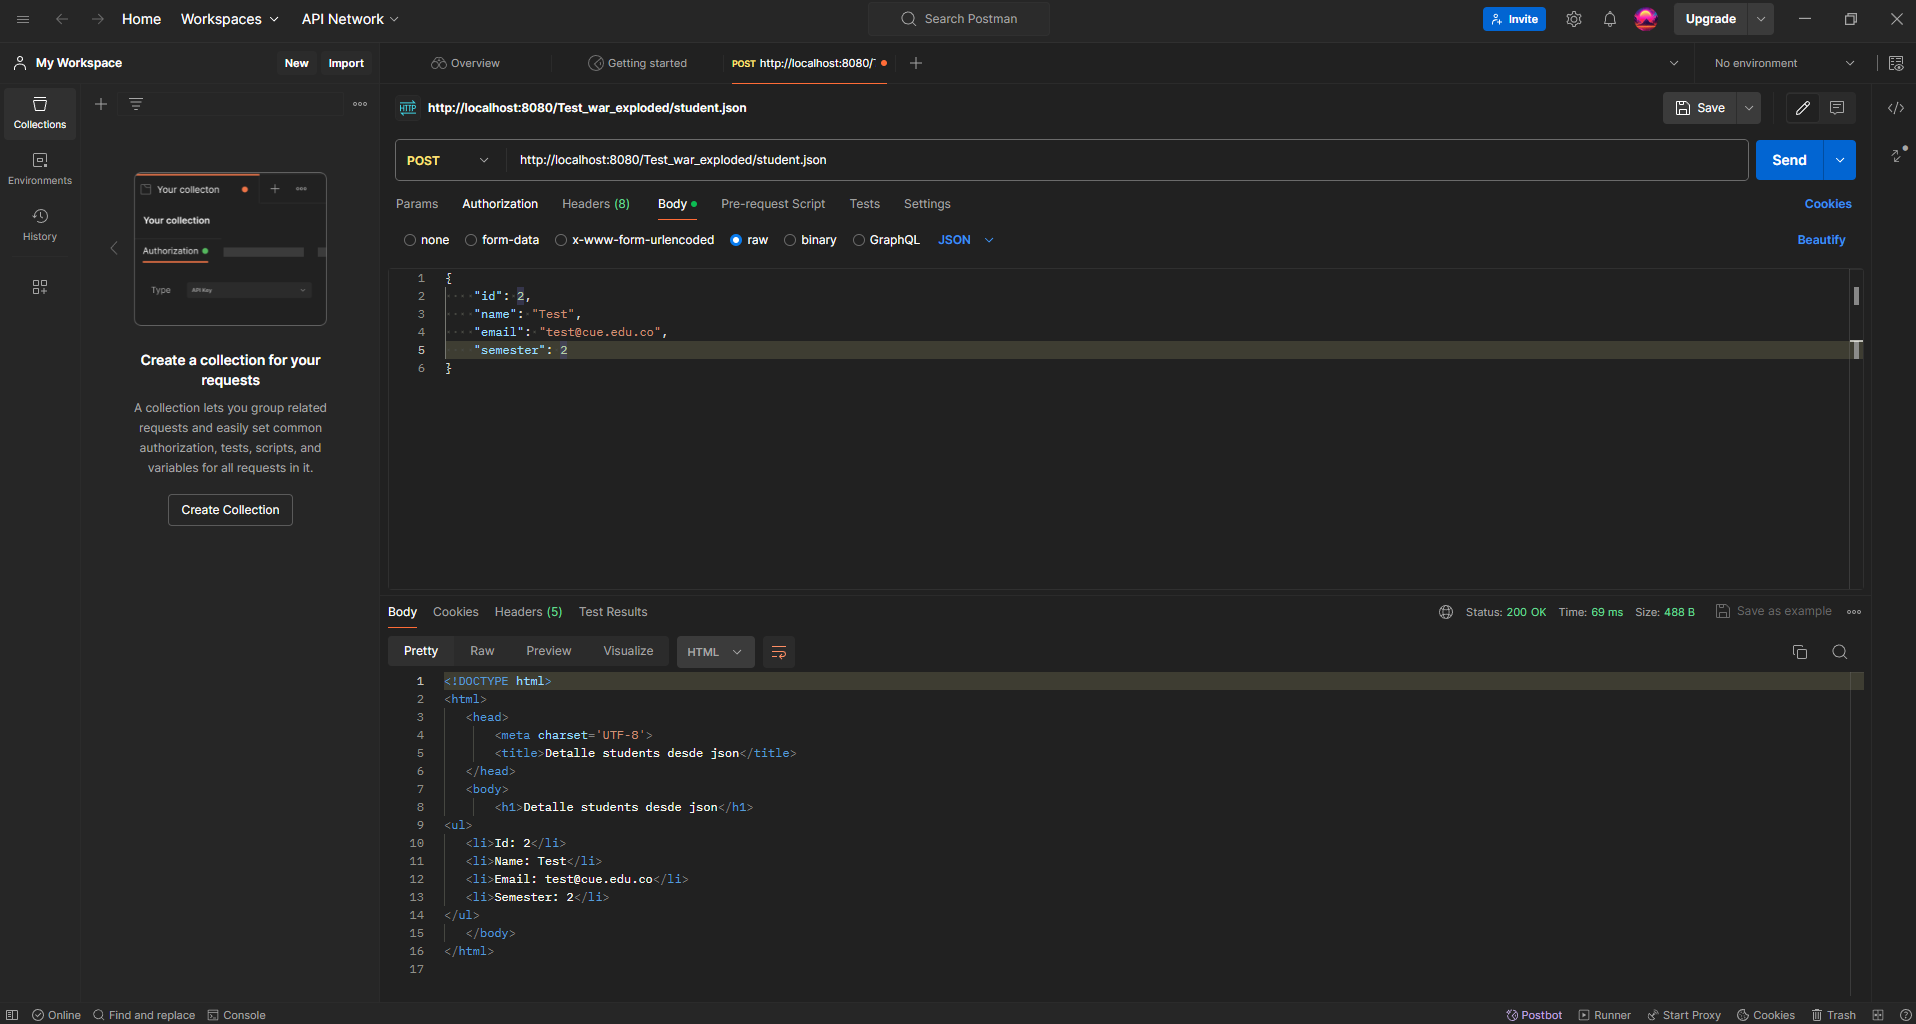 Home Workspaces API Network Search Postman Invite Upgrade
My Workspace New Import Overview Getting started POST http://localhost:8080/ No environment
Collections
Environments
History
Your collecton
Your collection
Authorization
Type API Key
Create a collection for your
requests
A collection lets you group related
requests and easily set common
authorization, tests, scripts, and
variables for all requests in it.
Create Collection
HTTP http://localhost:8080/Test_war_exploded/student.json Save
POST http://localhost:8080/Test_war_exploded/student.json Send
Params Authorization Headers (8) Body Pre-request Script Tests Settings Cookies
none form-data x-www-form-urlencoded raw binary GraphQL JSON Beautify
1 {
2 "id": 2,
3 "name": "Test",
4 "email": "test@cue.edu.co",
5 "semester": 2
6 }
Body Cookies Headers (5) Test Results Status: 200 OK Time: 69 ms Size: 488 B Save as example
Pretty Raw Preview Visualize HTML
1 <!DOCTYPE html>
2 <html>
3 <head>
4 <meta charset='UTF-8'>
5 <title>Detalle students desde json</title>
6 </head>
7 <body>
8 <h1>Detalle students desde json</h1>
9 <ul>
10 <li>Id: 2</li>
11 <li>Name: Test</li>
12 <li>Email: test@cue.edu.co</li>
13 <li>Semester: 2</li>
14 </ul>
15 </body>
16 </html>
17
Online Find and replace Console Postbot Runner Start Proxy Cookies Trash